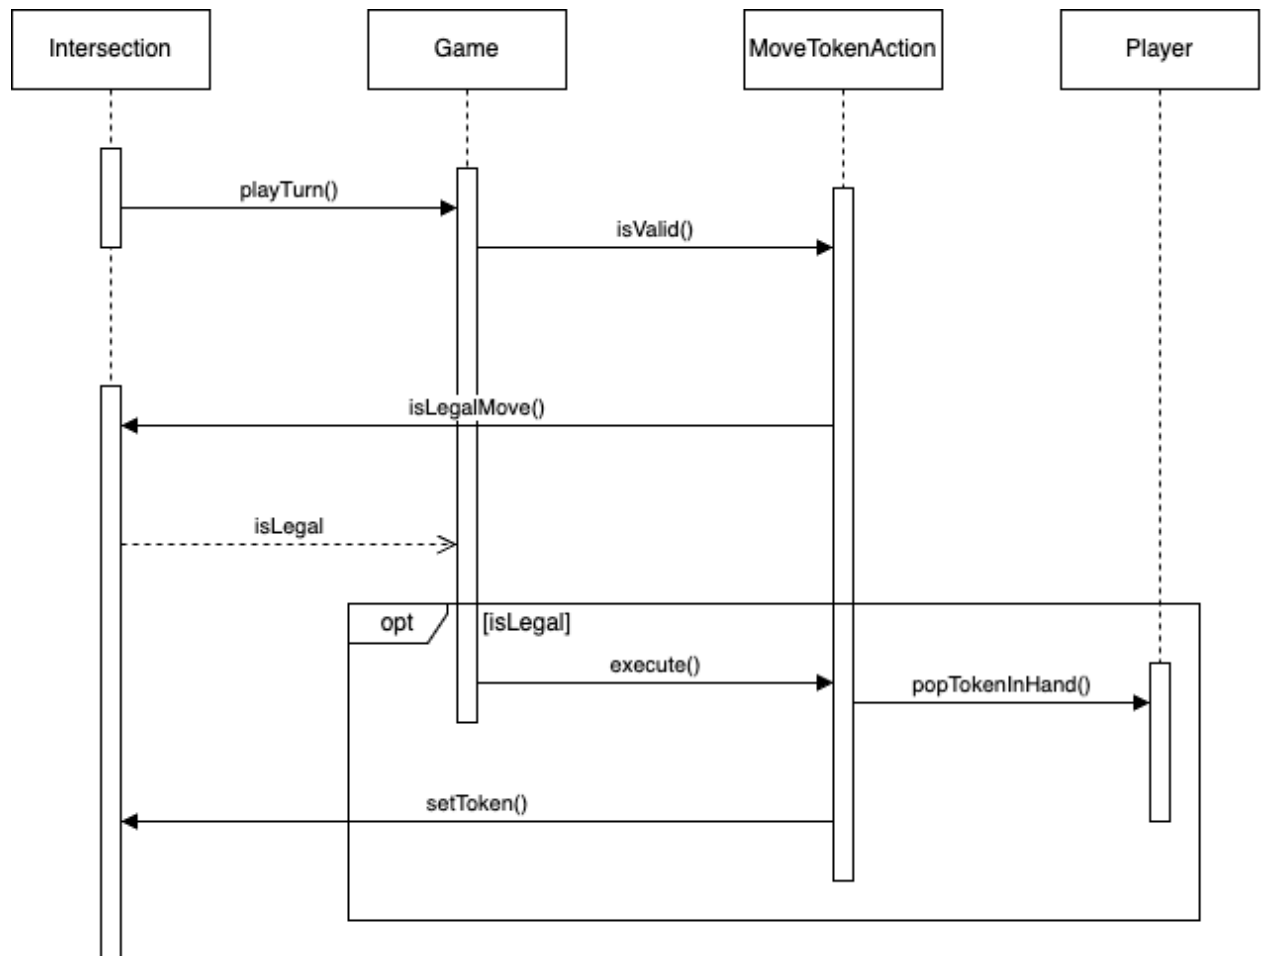 Intersection
Game
MoveTokenAction
Player
playTurn()
isValid()
isLegalMove()
isLegal
opt
[isLegal]
execute()
popTokenInHand()
setToken()